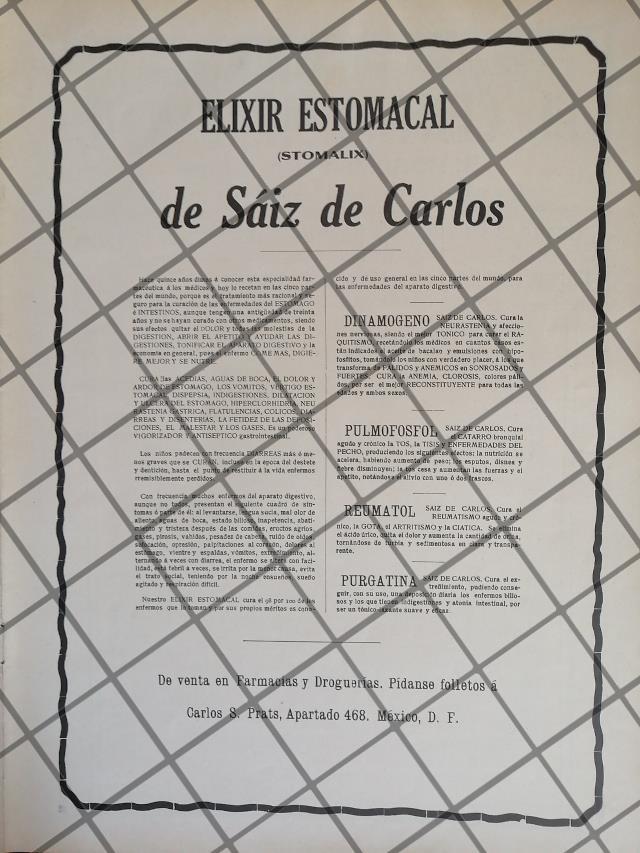 ELIXIR ESTOMACAL
(STOMALIX)
de Sáiz de Carlos
Hace quince años dimos á conocer esta especialidad far-
macéutica á los médicos y hoy lo recetan en las cinco par-
tes del mundo, porque es el tratamiento más racional y se-
guro para la curación de las enfermedades del ESTOMAGO
é INTESTINOS, aunque tengan una antigüedad de treinta
años y no se hayan curado con otros medicamentos, siendo
sus efectos quitar el DOLOR y todas las molestias de la
DIGESTION, ABRIR EL APETITO Y AYUDAR LAS DI-
GESTIONES, TONIFICAR EL APARATO DIGESTIVO y la
economía en general, pues el enfermo COME MAS, DIGIE-
RE MEJOR Y SE NUTRE.
CURA las ACEDIAS, AGUAS DE BOCA, EL DOLOR Y
ARDOR DE ESTOMAGO, LOS VOMITOS, VERTIGO ES-
TOMACAL, DISPEPSIA, INDIGESTIONES, DILATACION
Y ULCERA DEL ESTOMAGO, HIPERCLORHIDRIA, NEU
RASTENIA GASTRICA, FLATULENCIAS, COLICOS, DIA-
RREAS Y DISENTERIAS, LA FETIDEZ DE LAS DEPOSI-
CIONES, EL MALESTAR Y LOS GASES. Es un poderoso
VIGORIZADOR Y ANTISEPTICO gastrointestinal.
Los niños padecen con frecuencia DIARREAS más ó me-
nos graves que se CURAN, incluso en la época del destete
y dentición, hasta el punto de restituir á la vida enfermos
irremisiblemente perdidos.
Con frecuencia muchos enfermos del aparato digestivo,
aunque no todos, presentan el siguiente cuadro de sín-
tomas ó parte de él: al levantarse, lengua sucia, mal olor de
aliento, aguas de boca, estado bilioso, inapetencia, abati-
miento y tristeza después de las comidas, eructos agrios,
gases, pirosis, vahidos, pesadez de cabeza, ruido de oídos
sofocación, opresión, palpitaciones al corazón, dolores al
estómago, vientre y espaldas, vómitos, extreñimiento, al-
ternando á veces con diarrea, el enfermo se irrita con faci-
lidad, está febril á veces, se irrita por la menor causa, evita
el trato social, teniendo por la noche ensueños, sueño
agitado y respiración difícil.
Nuestro ELIXIR ESTOMACAL cura el 98 por 100 de los
enfermos que lo toman y por sus propios méritos es cono-
cido y de uso general en las cinco partes del mundo, para
las enfermedades del aparato digestivo.
DINAMOGENO SAIZ DE CARLOS. Cura la
NEURASTENIA y afeccio-
nes nerviosas, siendo el mejor TONICO para curar el RA-
QUITISMO, recetándolo los médicos en cuantos casos es-
tán indicados el aceite de bacalao y emulsiones con hipo-
fosfitos, tomándolo los niños con verdadero placer, á los que
transforma de PALIDOS y ANEMICOS en SONROSADOS y
FUERTES. CURA la ANEMIA, CLOROSIS, colores páli-
dos, por ser el mejor RECONSTITUYENTE para todas las
edades y ambos sexos.
PULMOFOSFOL SAIZ DE CARLOS. Cura
el CATARRO bronquial
agudo y crónico la TOS, la TISIS y ENFERMEDADES DEL
PECHO, produciendo los siguientes efectos: la nutrición se
acelera, habiendo aumento de peso; los esputos, disnea y
fiebre disminuyen; la tos cesa y aumentan las fuerzas y el
apetito, notándose el alivio con uno ó dos frascos.
REUMATOL SAIZ DE CARLOS. Cura el
REUMATISMO agudo y cró-
nico, la GOTA, el ARTRITISMO y la CIATICA. Se elimina
el ácido úrico, quita el dolor y aumenta la cantidad de orina,
tornándose de turbia y sedimentosa en clara y transpa-
rente.
PURGATINA SAIZ DE CARLOS. Cura el ex-
treñimiento, pudiendo conse-
guir, con su uso, una deposición diaria los enfermos bilio-
sos y los que tienen indigestiones y atonía intestinal, por
ser un tónico laxante suave y eficaz.
De venta en Farmacias y Droguerías. Pídanse folletos á
Carlos S. Prats, Apartado 468. México, D. F.